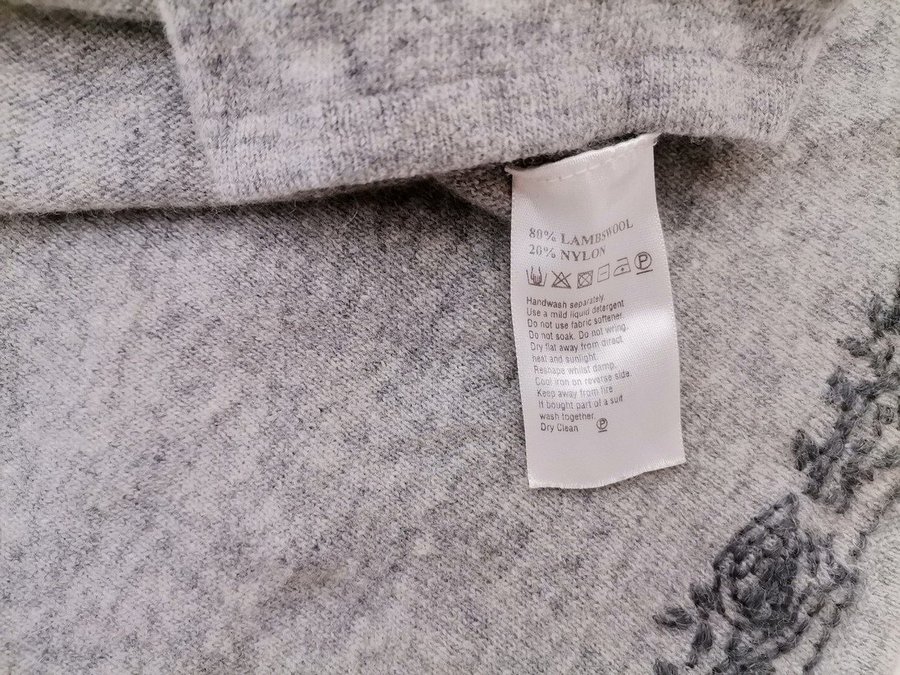 80% LAMBSWOOL
20% NYLON
Handwash separately
Use a mild liquid detergent
Do not use fabric softener.
Do not soak. Do not wring.
Dry flat away from direct
heat and sunlight.
Reshape whilst damp.
Cool iron on reverse side.
Keep away from fire
If bought part of a suit
wash together.
Dry Clean Ⓟ